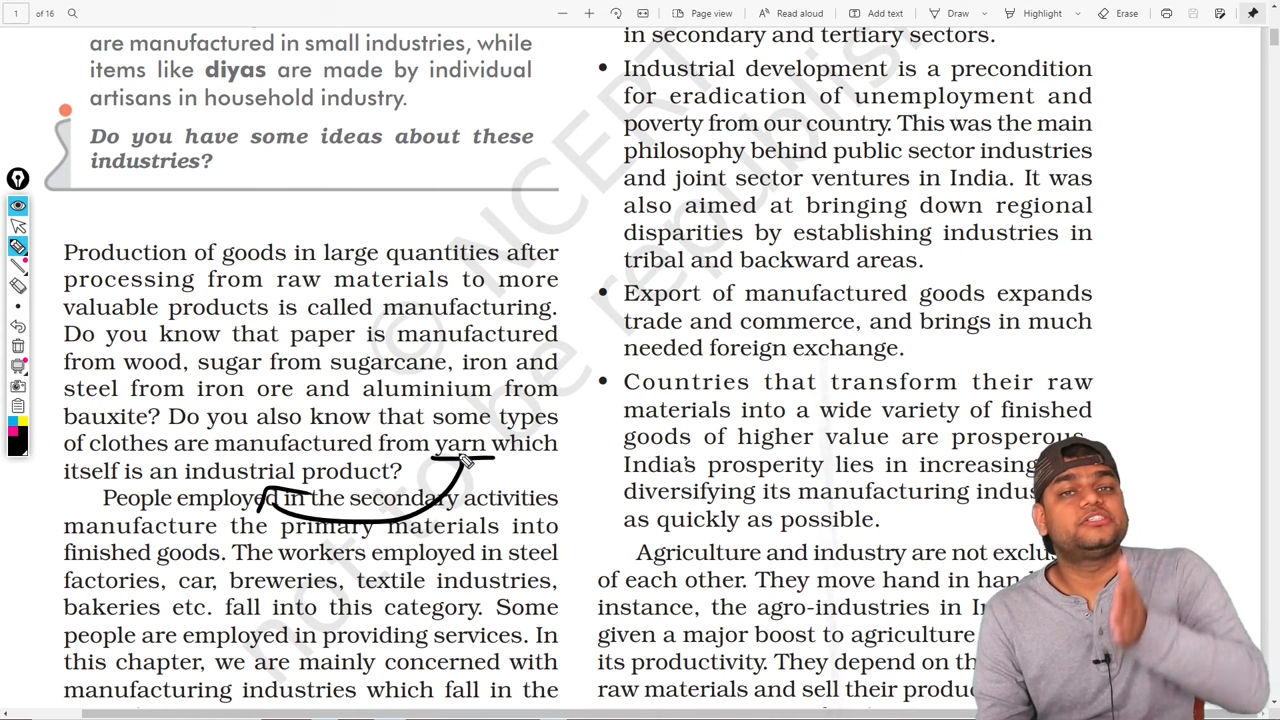 1 of 16 Page view Read aloud Add text Draw Highlight Erase
are manufactured in small industries, while
items like diyas are made by individual
artisans in household industry.
Do you have some ideas about these
industries?
Production of goods in large quantities after
processing from raw materials to more
valuable products is called manufacturing.
Do you know that paper is manufactured
from wood, sugar from sugarcane, iron and
steel from iron ore and aluminium from
bauxite? Do you also know that some types
of clothes are manufactured from yarn which
itself is an industrial product?
People employed in the secondary activities
manufacture the primary materials into
finished goods. The workers employed in steel
factories, car, breweries, textile industries,
bakeries etc. fall into this category. Some
people are employed in providing services. In
this chapter, we are mainly concerned with
manufacturing industries which fall in the
in secondary and tertiary sectors.
• Industrial development is a precondition
for eradication of unemployment and
poverty from our country. This was the main
philosophy behind public sector industries
and joint sector ventures in India. It was
also aimed at bringing down regional
disparities by establishing industries in
tribal and backward areas.
• Export of manufactured goods expands
trade and commerce, and brings in much
needed foreign exchange.
• Countries that transform their raw
materials into a wide variety of finished
goods of higher value are prosperous.
India's prosperity lies in increasing
diversifying its manufacturing
as quickly as possible.
Agriculture and industry are not
of each other. They move hand in
instance, the agro-industries in
given a major boost to agriculture
its productivity. They depend on
raw materials and sell their
© NCERT
not to be republis